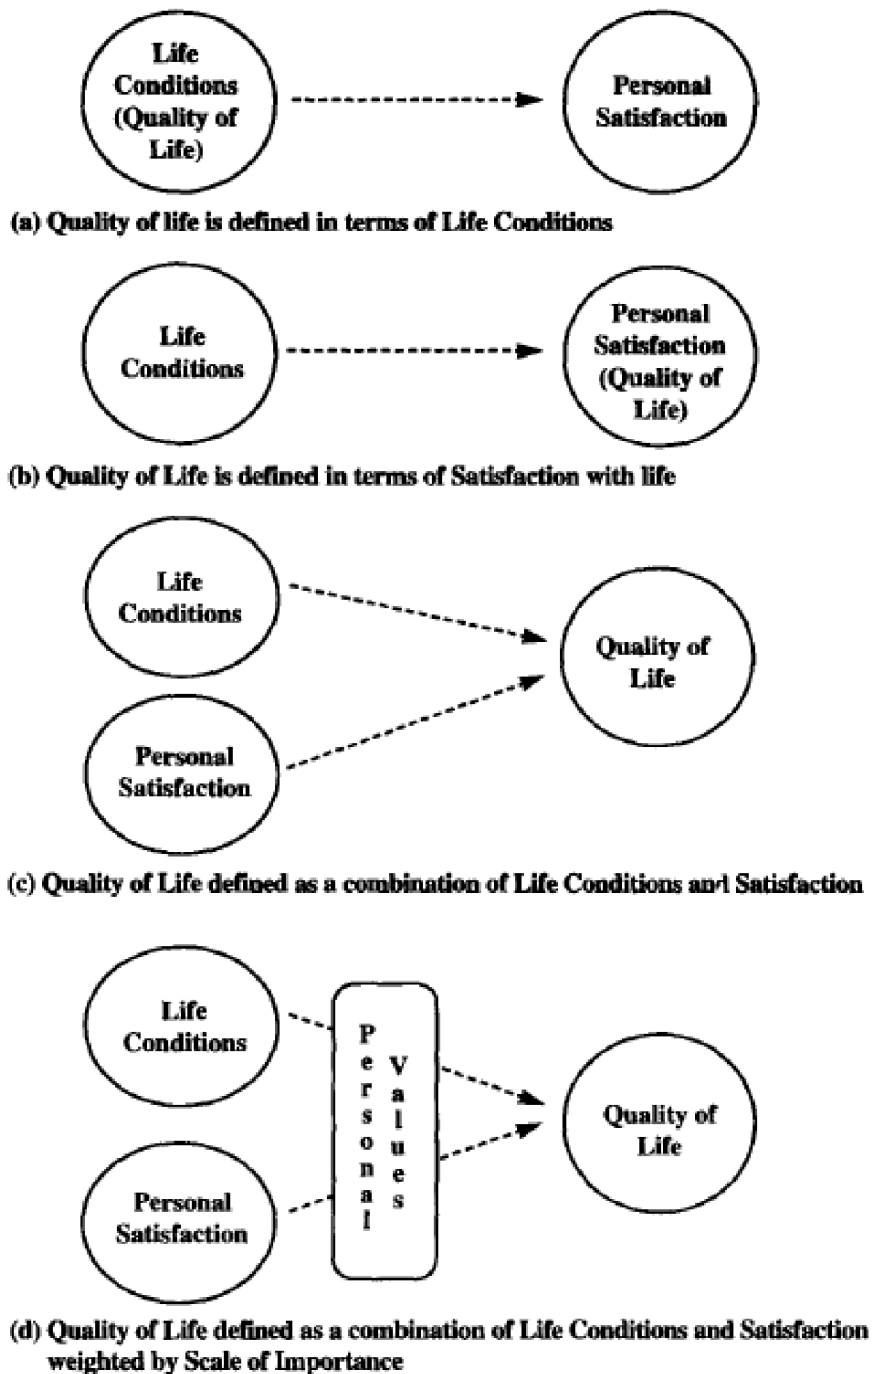 Life
Conditions
(Quality of
Life)
Personal
Satisfaction
(a) Quality of life is defined in terms of Life Conditions
Life
Conditions
Personal
Satisfaction
(Quality of
Life)
(b) Quality of Life is defined in terms of Satisfaction with life
Life
Conditions
Personal
Satisfaction
Quality of
Life
(c) Quality of Life defined as a combination of Life Conditions and Satisfaction
Life
Conditions
Personal
Satisfaction
Personal
Values
Quality of
Life
(d) Quality of Life defined as a combination of Life Conditions and Satisfaction
weighted by Scale of Importance